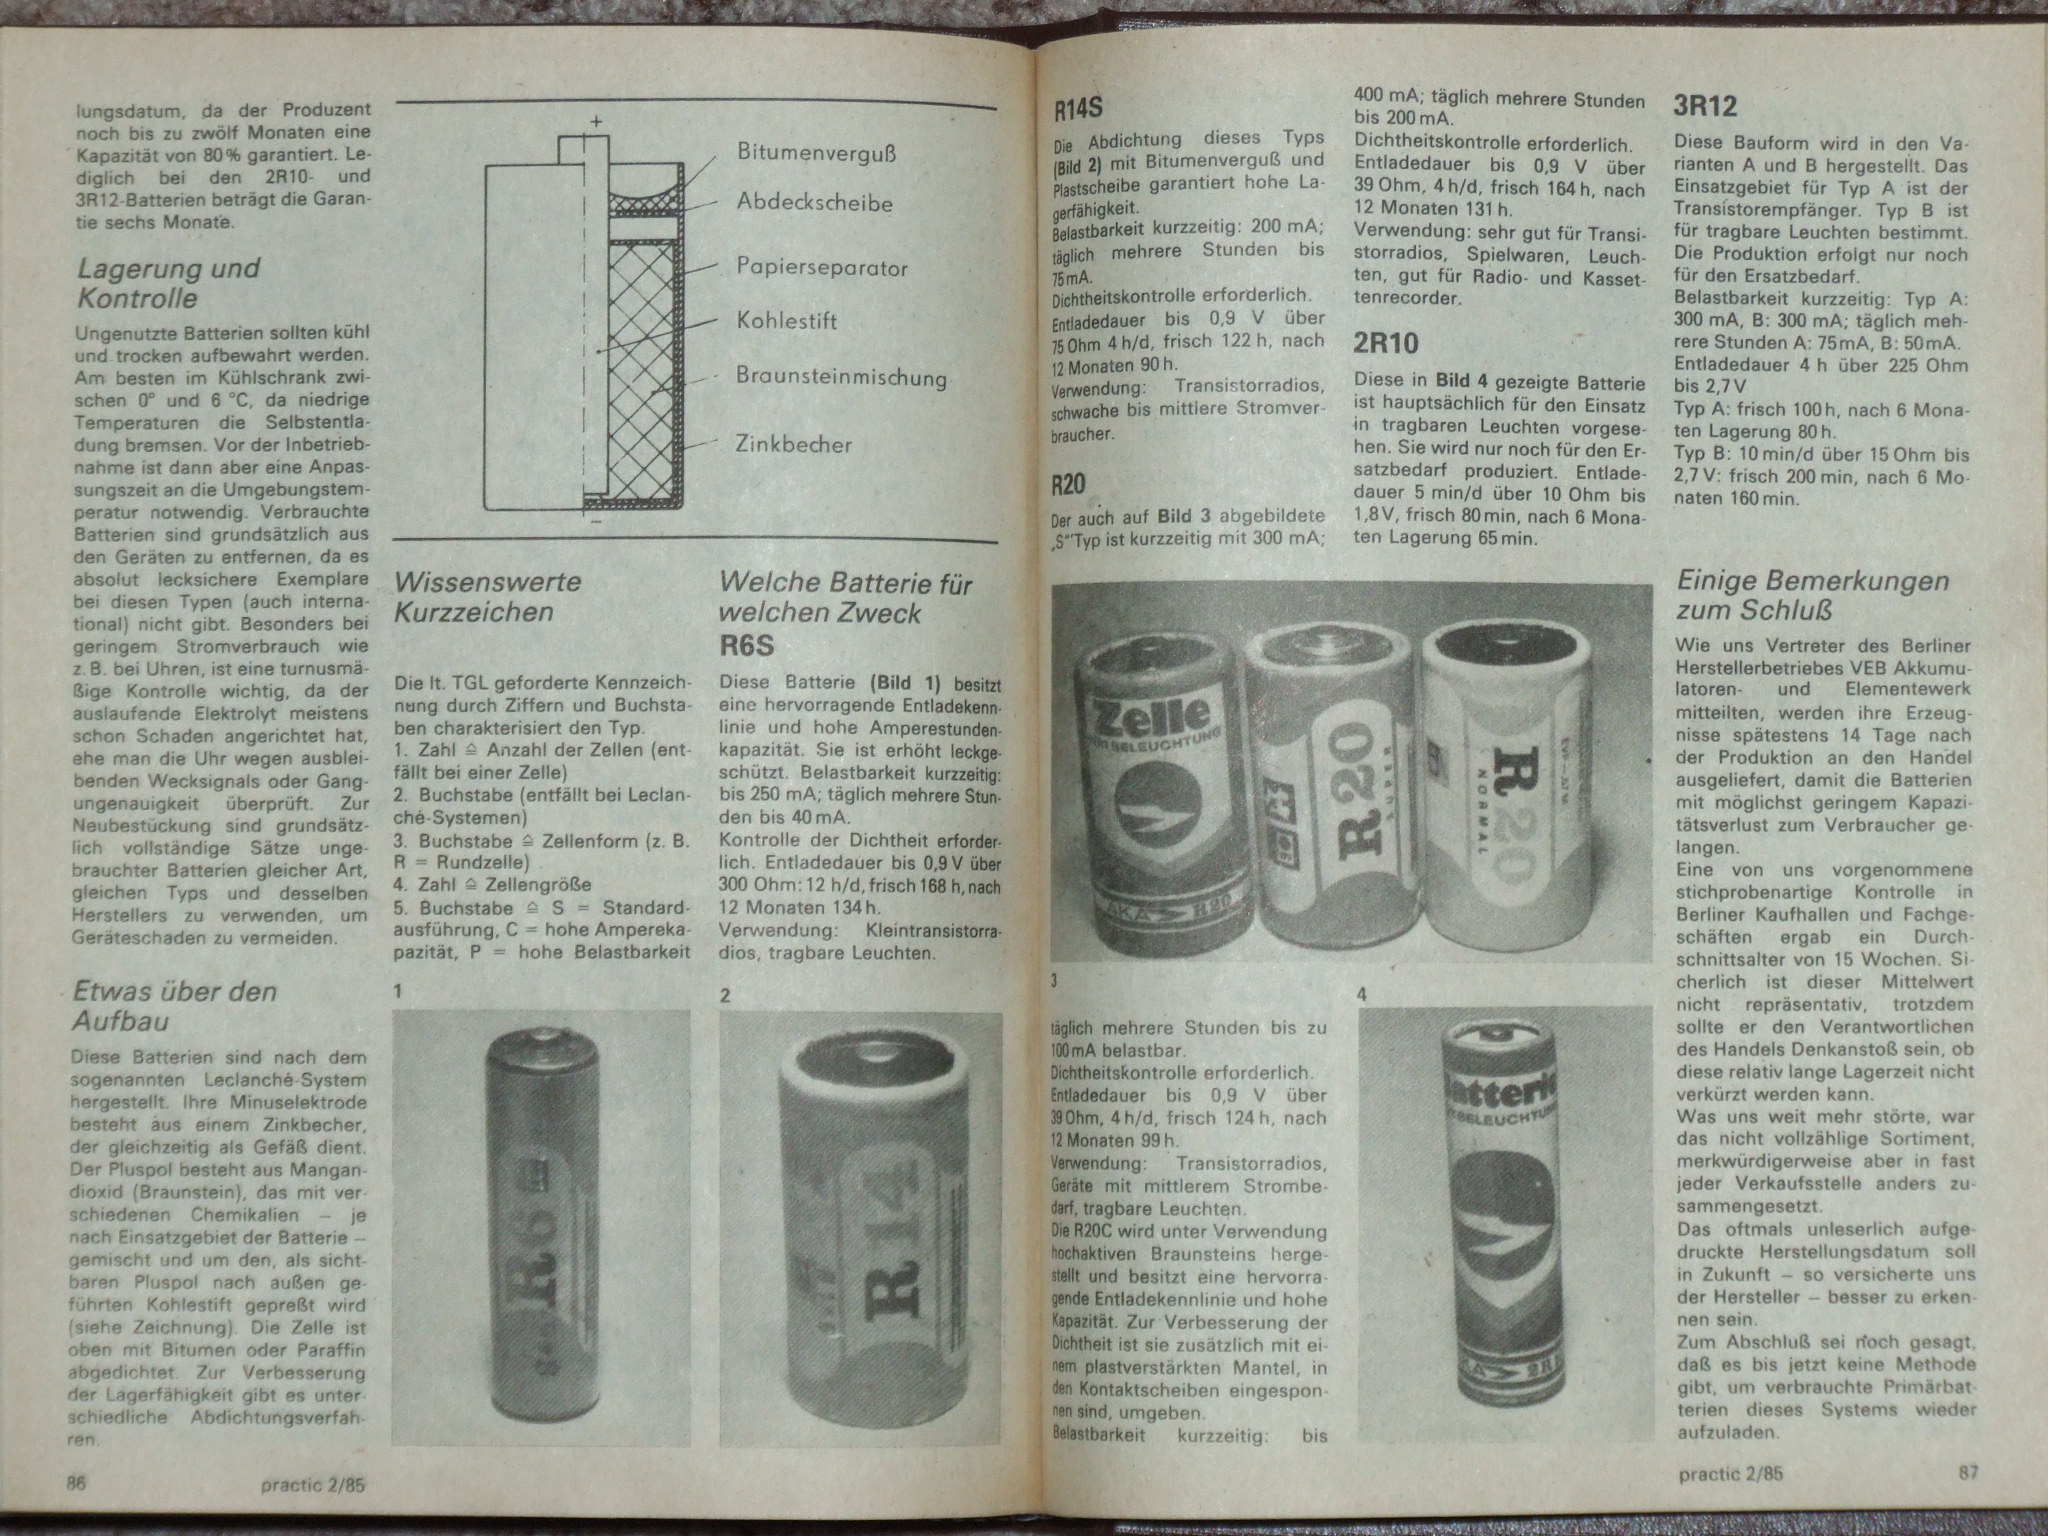 lungsdatum, da der Produzent
noch bis zu zwölf Monaten eine
Kapazität von 80% garantiert. Le-
diglich bei den 2R10- und
3R12-Batterien beträgt die Garan-
tie sechs Monate.
Lagerung und
Kontrolle
Ungenutzte Batterien sollten kühl
und trocken aufbewahrt werden.
Am besten im Kühlschrank zwi-
schen 0° und 6 °C, da niedrige
Temperaturen die Selbstentla-
dung bremsen. Vor der Inbetrieb-
nahme ist dann aber eine Anpas-
sungszeit an die Umgebungstem-
peratur notwendig. Verbrauchte
Batterien sind grundsätzlich aus
den Geräten zu entfernen, da es
absolut lecksichere Exemplare
bei diesen Typen (auch interna-
tional) nicht gibt. Besonders bei
geringem Stromverbrauch wie
z. B. bei Uhren, ist eine turnusmä-
ßige Kontrolle wichtig, da der
auslaufende Elektrolyt meistens
schon Schaden angerichtet hat,
ehe man die Uhr wegen ausblei-
benden Wecksignals oder Gang-
ungenauigkeit überprüft. Zur
Neubestückung sind grundsätz-
lich vollständige Sätze unge-
brauchter Batterien gleicher Art,
gleichen Typs und desselben
Herstellers zu verwenden, um
Geräteschaden zu vermeiden.
Etwas über den
Aufbau
Diese Batterien sind nach dem
sogenannten Leclanché-System
hergestellt. Ihre Minuselektrode
besteht aus einem Zinkbecher,
der gleichzeitig als Gefäß dient.
Der Pluspol besteht aus Mangan-
dioxid (Braunstein), das mit ver-
schiedenen Chemikalien – je
nach Einsatzgebiet der Batterie –
gemischt und um den, als sicht-
baren Pluspol nach außen ge-
führten Kohlestift gepreßt wird
(siehe Zeichnung). Die Zelle ist
oben mit Bitumen oder Paraffin
abgedichtet. Zur Verbesserung
der Lagerfähigkeit gibt es unter-
schiedliche Abdichtungsverfah-
ren.
86
practic 2/85
+
Bitumenverguß
Abdeckscheibe
Papierseparator
Kohlestift
Braunsteinmischung
Zinkbecher
–
Wissenswerte
Kurzzeichen
Die lt. TGL geforderte Kennzeich-
nung durch Ziffern und Buchsta-
ben charakterisiert den Typ.
1. Zahl ≙ Anzahl der Zellen (ent-
fällt bei einer Zelle)
2. Buchstabe (entfällt bei Leclan-
ché-Systemen)
3. Buchstabe ≙ Zellenform (z. B.
R = Rundzelle)
4. Zahl ≙ Zellengröße
5. Buchstabe ≙ S = Standard-
ausführung, C = hohe Ampereka-
pazität, P = hohe Belastbarkeit
1
R6
Welche Batterie für
welchen Zweck
R6S
Diese Batterie (Bild 1) besitzt
eine hervorragende Entladekenn-
linie und hohe Amperestunden-
kapazität. Sie ist erhöht leckge-
schützt. Belastbarkeit kurzzeitig:
bis 250 mA; täglich mehrere Stun-
den bis 40 mA.
Kontrolle der Dichtheit erforder-
lich. Entladedauer bis 0,9 V über
300 Ohm: 12 h/d, frisch 168 h, nach
12 Monaten 134 h.
Verwendung: Kleintransistorra-
dios, tragbare Leuchten.
2
R14
R14S
Die Abdichtung dieses Typs
(Bild 2) mit Bitumenverguß und
Plastscheibe garantiert hohe La-
gerfähigkeit.
Belastbarkeit kurzzeitig: 200 mA;
täglich mehrere Stunden bis
75 mA.
Dichtheitskontrolle erforderlich.
Entladedauer bis 0,9 V über
75 Ohm 4 h/d, frisch 122 h, nach
12 Monaten 90 h.
Verwendung: Transistorradios,
schwache bis mittlere Stromver-
braucher.
R20
Der auch auf Bild 3 abgebildete
„S“Typ ist kurzzeitig mit 300 mA;
Zelle
BELEUCHTUNG
AKA R20
R20
R20
NORMAL
3
täglich mehrere Stunden bis zu
100 mA belastbar.
Dichtheitskontrolle erforderlich.
Entladedauer bis 0,9 V über
39 Ohm, 4 h/d, frisch 124 h, nach
12 Monaten 99 h.
Verwendung: Transistorradios,
Geräte mit mittlerem Strombe-
darf, tragbare Leuchten.
Die R20C wird unter Verwendung
hochaktiven Braunsteins herge-
stellt und besitzt eine hervorra-
gende Entladekennlinie und hohe
Kapazität. Zur Verbesserung der
Dichtheit ist sie zusätzlich mit ei-
nem plastverstärkten Mantel, in
den Kontaktscheiben eingespon-
nen sind, umgeben.
Belastbarkeit kurzzeitig: bis
400 mA; täglich mehrere Stunden
bis 200 mA.
Dichtheitskontrolle erforderlich.
Entladedauer bis 0,9 V über
39 Ohm, 4 h/d, frisch 164 h, nach
12 Monaten 131 h.
Verwendung: sehr gut für Transi-
storradios, Spielwaren, Leuch-
ten, gut für Radio- und Kasset-
tenrecorder.
2R10
Diese in Bild 4 gezeigte Batterie
ist hauptsächlich für den Einsatz
in tragbaren Leuchten vorgese-
hen. Sie wird nur noch für den Er-
satzbedarf produziert. Entlade-
dauer 5 min/d über 10 Ohm bis
1,8 V, frisch 80 min, nach 6 Mona-
ten Lagerung 65 min.
4
atterie
BELEUCHTUNG
3R12
Diese Bauform wird in den Va-
rianten A und B hergestellt. Das
Einsatzgebiet für Typ A ist der
Transistorempfänger. Typ B ist
für tragbare Leuchten bestimmt.
Die Produktion erfolgt nur noch
für den Ersatzbedarf.
Belastbarkeit kurzzeitig: Typ A:
300 mA, B: 300 mA; täglich meh-
rere Stunden A: 75 mA, B: 50 mA.
Entladedauer 4 h über 225 Ohm
bis 2,7 V
Typ A: frisch 100 h, nach 6 Mona-
ten Lagerung 80 h.
Typ B: 10 min/d über 15 Ohm bis
2,7 V: frisch 200 min, nach 6 Mo-
naten 160 min.
Einige Bemerkungen
zum Schluß
Wie uns Vertreter des Berliner
Herstellerbetriebes VEB Akkumu-
latoren- und Elementewerk
mitteilten, werden ihre Erzeug-
nisse spätestens 14 Tage nach
der Produktion an den Handel
ausgeliefert, damit die Batterien
mit möglichst geringem Kapazi-
tätsverlust zum Verbraucher ge-
langen.
Eine von uns vorgenommene
stichprobenartige Kontrolle in
Berliner Kaufhallen und Fachge-
schäften ergab ein Durch-
schnittsalter von 15 Wochen. Si-
cherlich ist dieser Mittelwert
nicht repräsentativ, trotzdem
sollte er den Verantwortlichen
des Handels Denkanstoß sein, ob
diese relativ lange Lagerzeit nicht
verkürzt werden kann.
Was uns weit mehr störte, war
das nicht vollzählige Sortiment,
merkwürdigerweise aber in fast
jeder Verkaufsstelle anders zu-
sammengesetzt.
Das oftmals unleserlich aufge-
druckte Herstellungsdatum soll
in Zukunft – so versicherte uns
der Hersteller – besser zu erken-
nen sein.
Zum Abschluß sei noch gesagt,
daß es bis jetzt keine Methode
gibt, um verbrauchte Primärbat-
terien dieses Systems wieder
aufzuladen.
practic 2/85
87